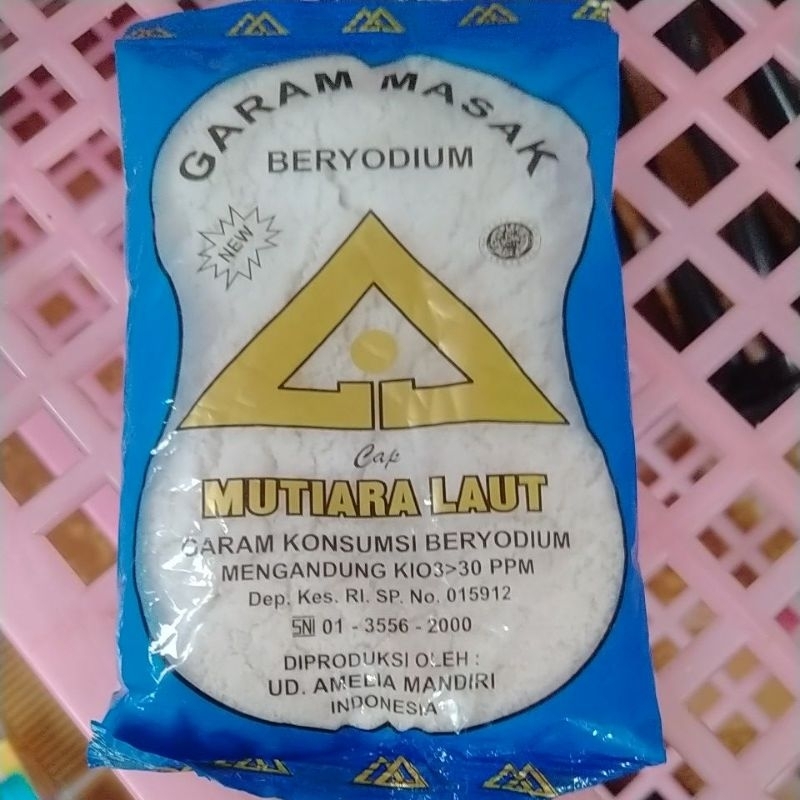 GARAM MASAK
BERYODIUM
NEW
Cap
MUTIARA LAUT
GARAM KONSUMSI BERYODIUM
MENGANDUNG KIO3>30 PPM
Dep. Kes. RI. SP. No. 015912
SNI 01 - 3556 - 2000
DIPRODUKSI OLEH :
UD. AMELIA MANDIRI
INDONESIA